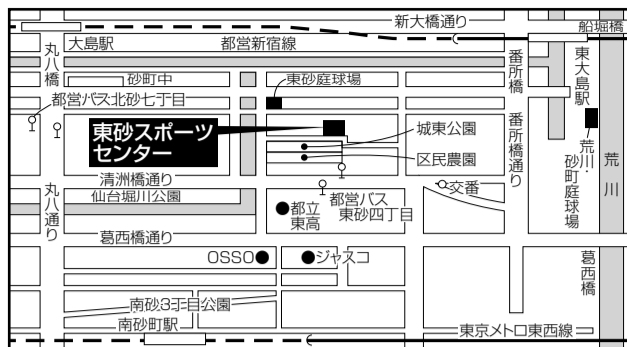 新大橋通り
船堀橋
大島駅
都営新宿線
丸八橋
番所橋
東大島駅
砂町中
東砂庭球場
都営バス北砂七丁目
東砂スポーツ
センター
城東公園
区民農園
番所橋通り
荒川・
砂町庭球場
荒川
清洲橋通り
仙台堀川公園
都営バス
東砂四丁目
交番
丸八通り
都立
東高
葛西橋通り
OSSO
ジャスコ
葛西橋
南砂3丁目公園
南砂町駅
東京メトロ東西線